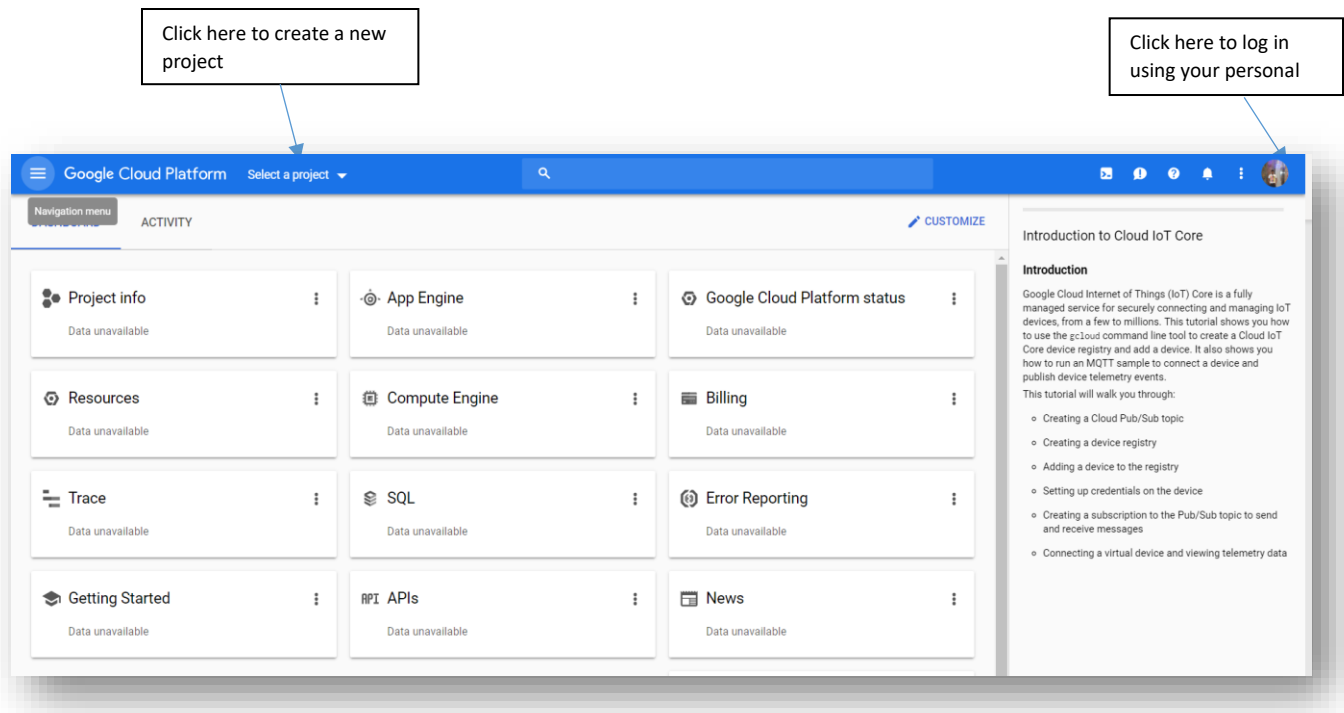 Click here to create a new
project
Click here to log in
using your personal
Google Cloud Platform Select a project
Navigation menu
DASHBOARD ACTIVITY CUSTOMIZE
Project info
Data unavailable
App Engine
Data unavailable
Google Cloud Platform status
Data unavailable
Resources
Data unavailable
Compute Engine
Data unavailable
Billing
Data unavailable
Trace
Data unavailable
SQL
Data unavailable
Error Reporting
Data unavailable
Getting Started
Data unavailable
API APIs
Data unavailable
News
Data unavailable
Introduction to Cloud IoT Core
Introduction
Google Cloud Internet of Things (IoT) Core is a fully
managed service for securely connecting and managing IoT
devices, from a few to millions. This tutorial shows you how
to use the gcloud command line tool to create a Cloud IoT
Core device registry and add a device. It also shows you
how to run an MQTT sample to connect a device and
publish device telemetry events.
This tutorial will walk you through:
Creating a Cloud Pub/Sub topic
Creating a device registry
Adding a device to the registry
Setting up credentials on the device
Creating a subscription to the Pub/Sub topic to send
and receive messages
Connecting a virtual device and viewing telemetry data